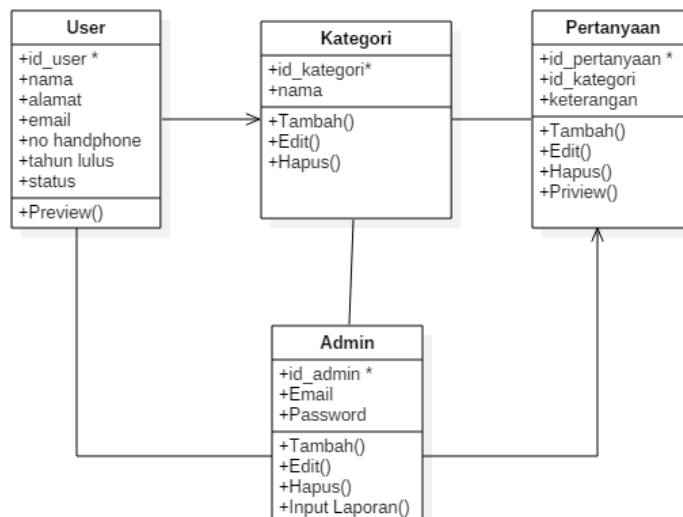 User
+id_user *
+nama
+alamat
+email
+no handphone
+tahun lulus
+status
+Preview()
Kategori
+id_kategori*
+nama
+Tambah()
+Edit()
+Hapus()
Pertanyaan
+id_pertanyaan *
+id_kategori
+keterangan
+Tambah()
+Edit()
+Hapus()
+Priview()
Admin
+id_admin *
+Email
+Password
+Tambah()
+Edit()
+Hapus()
+Input Laporan()